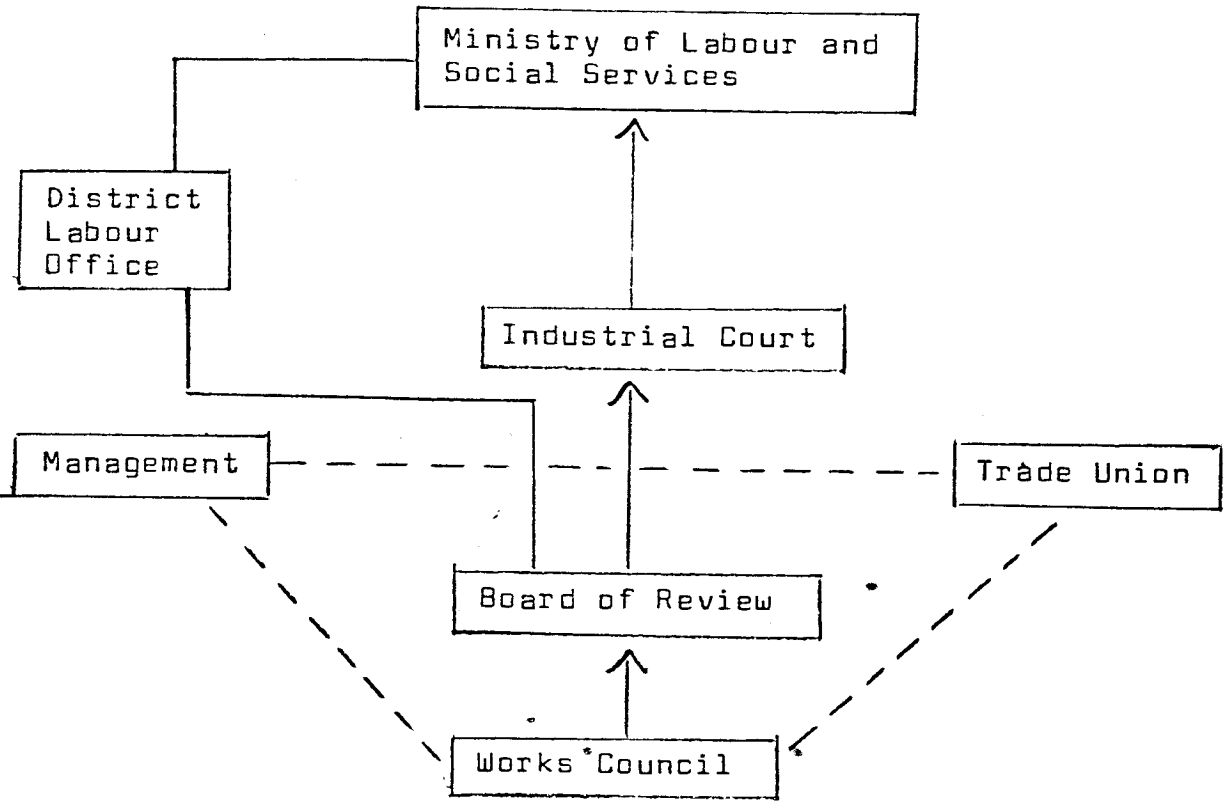 Ministry of Labour and
Social Services
District
Labour
Office
Industrial Court
Management
Trade Union
Board of Review
Works Council